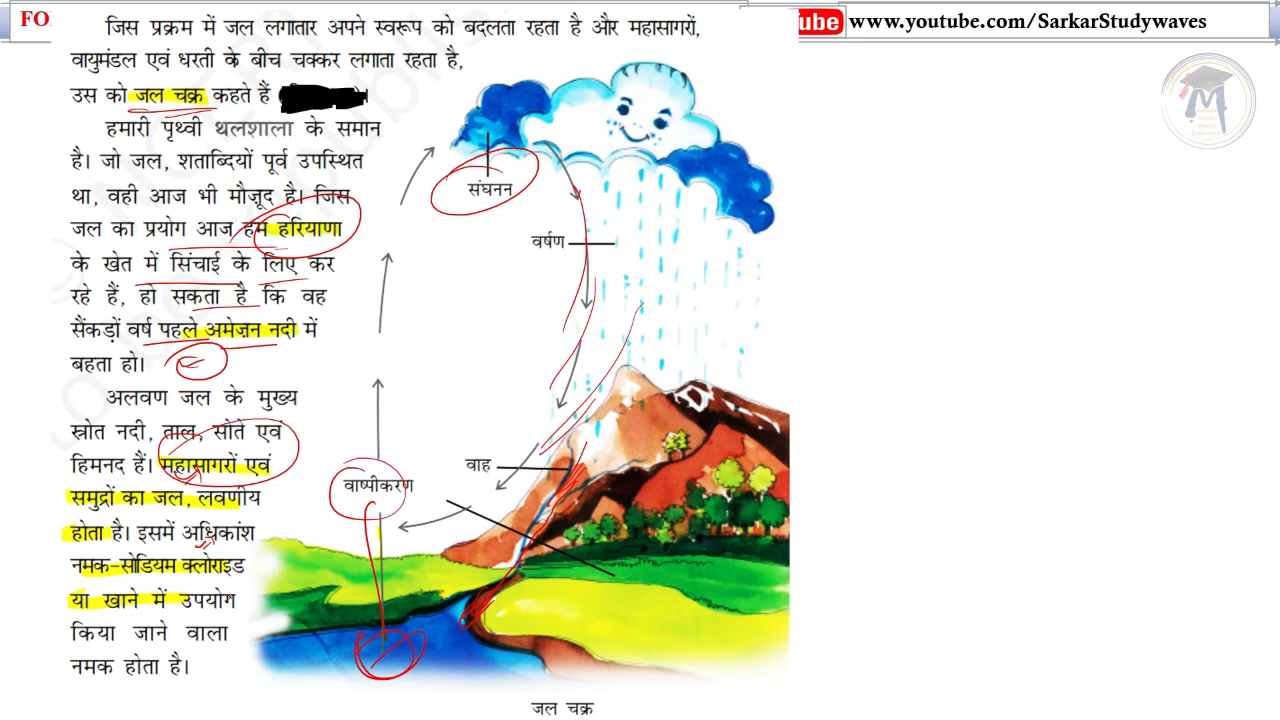 FO
ube
www.youtube.com/SarkarStudywaves
जिस प्रक्रम में जल लगातार अपने स्वरूप को बदलता रहता है और महासागरों,
वायुमंडल एवं धरती के बीच चक्कर लगाता रहता है,
उस को जल चक्र कहते हैं
हमारी पृथ्वी थलशाला के समान
है। जो जल, शताब्दियों पूर्व उपस्थित
था, वही आज भी मौज़ूद है। जिस
जल का प्रयोग आज हम हरियाणा
के खेत में सिंचाई के लिए कर
रहे हैं, हो सकता है कि वह
सैंकड़ों वर्ष पहले अमेज़न नदी में
बहता हो।
अलवण जल के मुख्य
स्रोत नदी, ताल, सोते एवं
हिमनद हैं। महासागरों एवं
समुद्रों का जल, लवणीय
होता है। इसमें अधिकांश
नमक-सोडियम क्लोराइड
या खाने में उपयोग
किया जाने वाला
नमक होता है।
संघनन
वर्षण
वाह
वाष्पीकरण
जल चक्र